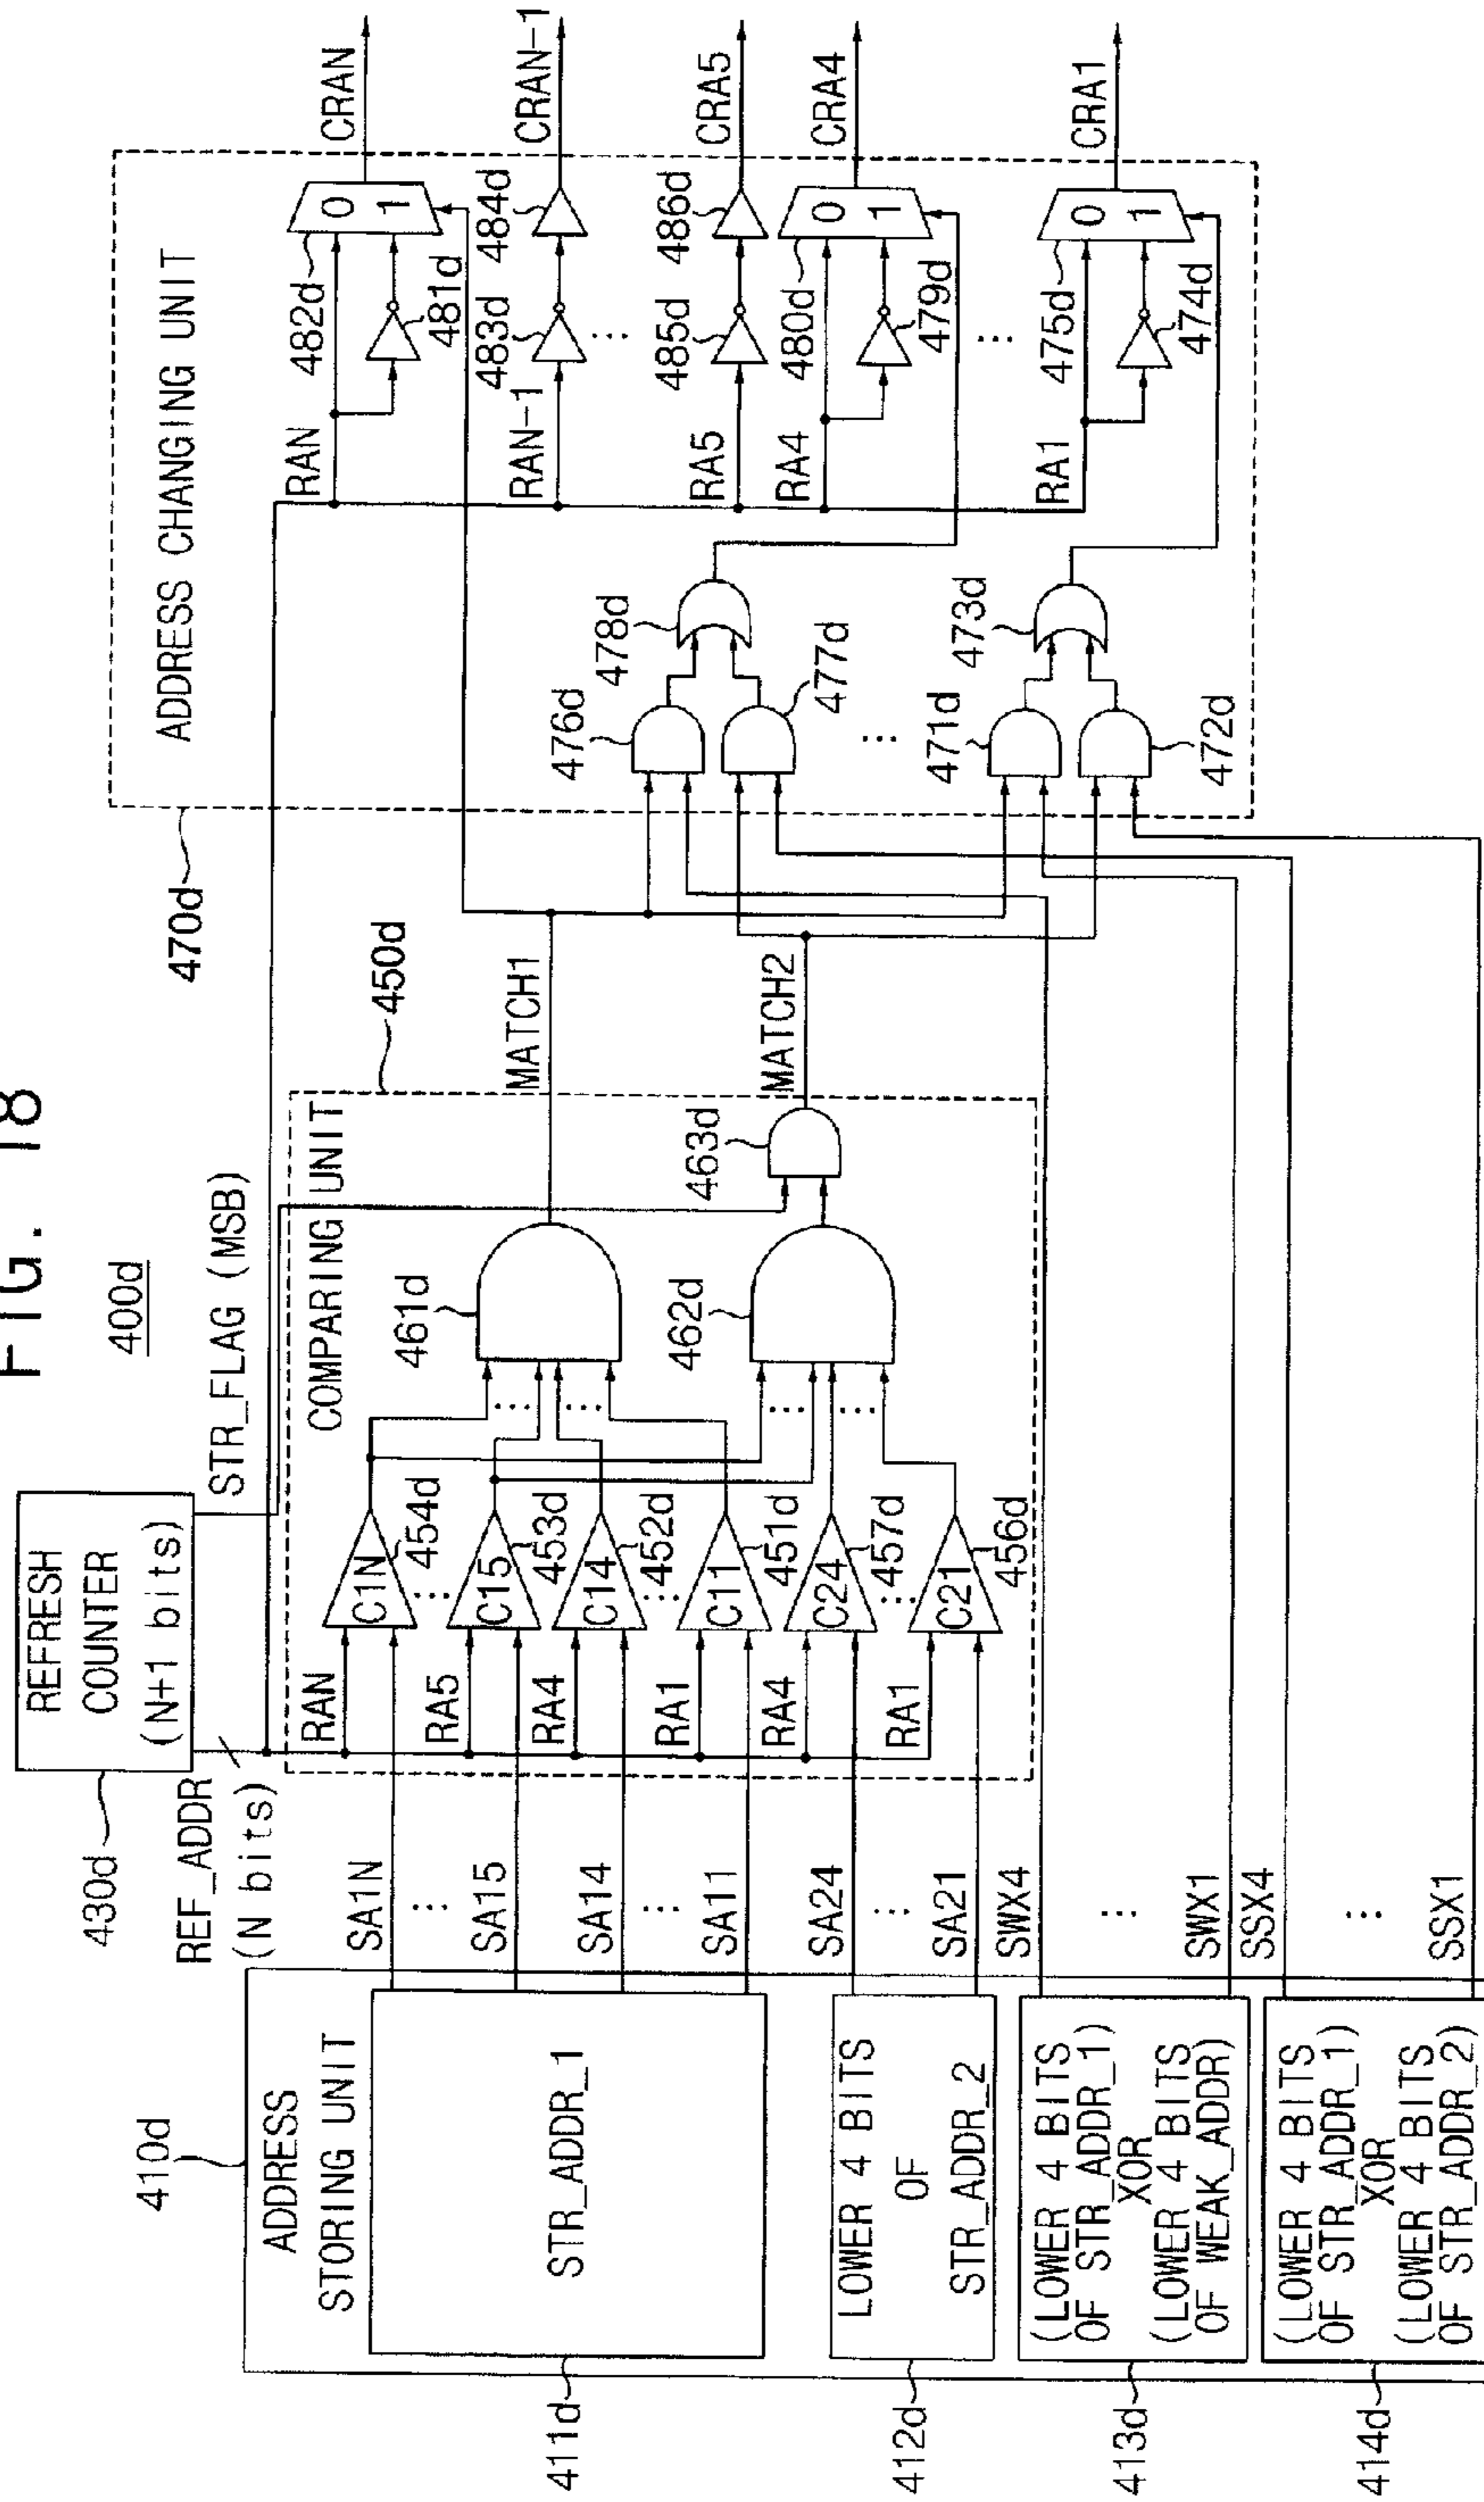 FIG. 18
400d
430d
REFRESH
COUNTER
(N+1 bits)
STR_FLAG (MSB)
REF_ADDR
(N bits)
410d
ADDRESS
STORING UNIT
411d
STR_ADDR_1
412d
LOWER 4 BITS
OF
STR_ADDR_2
413d
(LOWER 4 BITS
OF STR_ADDR_1)
XOR
(LOWER 4 BITS
OF WEAK_ADDR)
414d
(LOWER 4 BITS
OF STR_ADDR_1)
XOR
(LOWER 4 BITS
OF STR_ADDR_2)
SA1N
...
SA15
SA14
...
SA11
SA24
...
SA21
SWX4
...
SWX1
SSX4
...
SSX1
450d
COMPARING UNIT
RAN
RA5
RA4
RA1
RA4
RA1
C1N
454d
...
C15
453d
C14
452d
...
C11
451d
C24
457d
...
C21
456d
461d
...
...
462d
...
...
463d
MATCH1
MATCH2
470d
ADDRESS CHANGING UNIT
476d
477d
478d
...
471d
472d
473d
RAN
482d
481d
0
1
CRAN
RAN-1
483d
484d
CRAN-1
...
RA5
485d
486d
CRA5
RA4
480d
479d
0
1
CRA4
...
RA1
475d
474d
0
1
CRA1